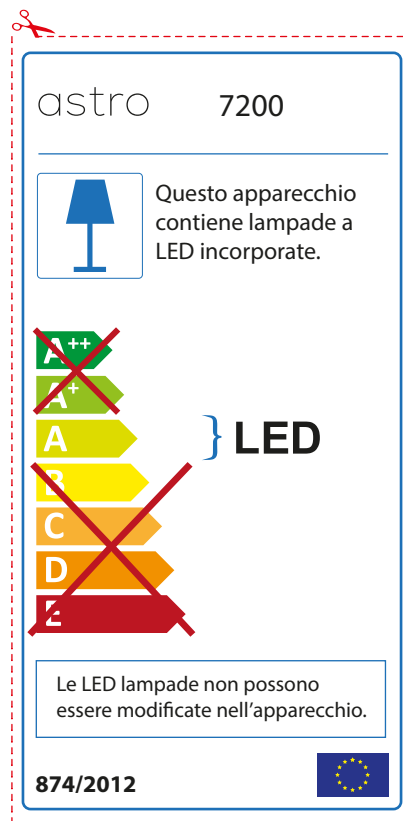 astro 7200
Questo apparecchio
contiene lampade a
LED incorporate.
A++
A+
A
LED
B
C
D
E
Le LED lampade non possono
essere modificate nell'apparecchio.
874/2012